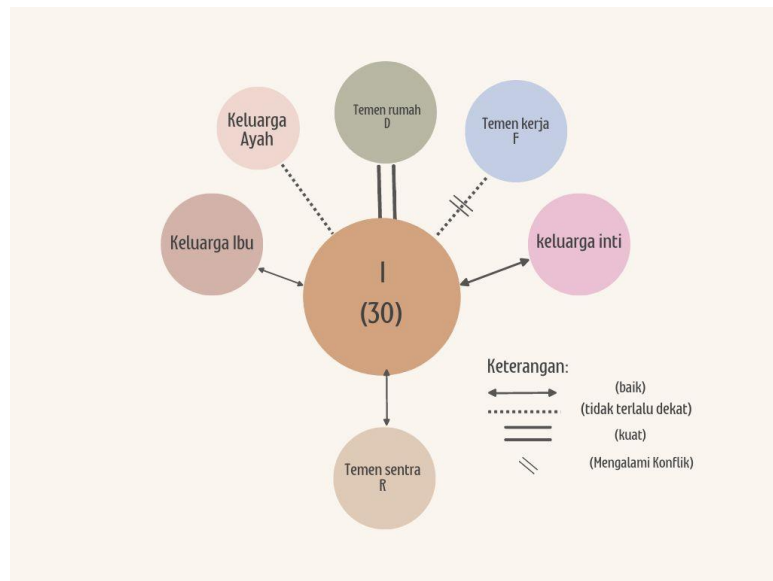 Temen rumah
D
Keluarga
Ayah
Temen kerja
F
Keluarga Ibu
keluarga inti
I
(30)
Keterangan:
(baik)
(tidak terlalu dekat)
(kuat)
(Mengalami Konflik)
Temen sentra
R